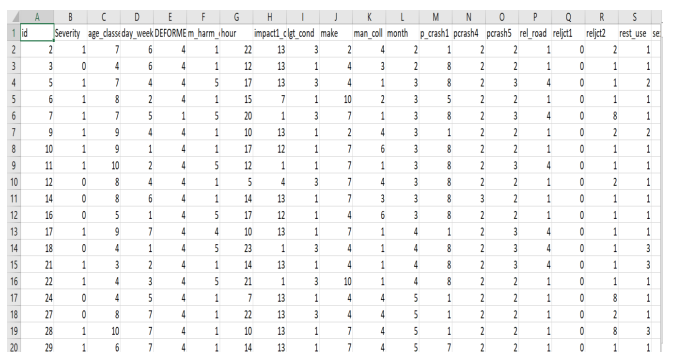 A B C D E F G H I J K L M N O P Q R S
1 id Severity age_classe day_week DEFORME m_harm_ hour impact1_c lgt_cond make man_coll month p_crash1 pcrash4 pcrash5 rel_road reljct1 reljct2 rest_use se
2 2 1 7 6 4 1 22 13 3 2 4 2 1 2 2 1 0 2 1
3 3 0 4 6 4 1 12 13 1 4 3 2 8 2 2 1 0 1 1
4 5 1 7 4 4 5 17 13 3 4 1 3 8 2 3 4 0 1 2
5 6 1 8 2 4 1 15 7 1 10 2 3 5 2 2 1 0 1 1
6 7 1 7 5 1 5 20 1 3 7 1 3 8 2 3 4 0 8 1
7 9 1 9 4 4 1 10 13 1 2 4 3 1 2 2 1 0 2 2
8 10 1 9 1 4 1 17 12 1 7 6 3 8 2 2 1 0 1 1
9 11 1 10 2 4 5 12 1 1 7 1 3 8 2 3 4 0 1 1
10 12 0 8 4 4 1 5 4 3 7 4 3 8 2 2 1 0 2 1
11 14 0 8 6 4 1 14 13 1 7 3 3 8 3 2 1 0 1 1
12 16 0 5 1 4 5 17 12 1 4 6 3 8 2 2 1 0 1 1
13 17 1 9 7 4 4 10 13 1 7 1 4 1 2 3 4 0 1 1
14 18 0 4 1 4 5 23 1 3 4 1 4 8 2 3 4 0 1 3
15 21 1 3 2 4 1 14 13 1 4 1 4 8 2 3 4 0 1 3
16 22 1 4 3 4 5 21 1 3 10 1 4 8 2 2 1 0 1 1
17 24 0 4 5 4 1 7 13 1 4 4 5 1 2 2 1 0 8 1
18 27 0 8 7 4 1 22 13 3 4 4 5 1 2 2 1 0 2 1
19 28 1 10 7 4 1 10 13 1 7 4 5 1 2 2 1 0 8 3
20 29 1 6 7 4 1 14 13 1 7 4 5 7 2 2 1 0 1 1